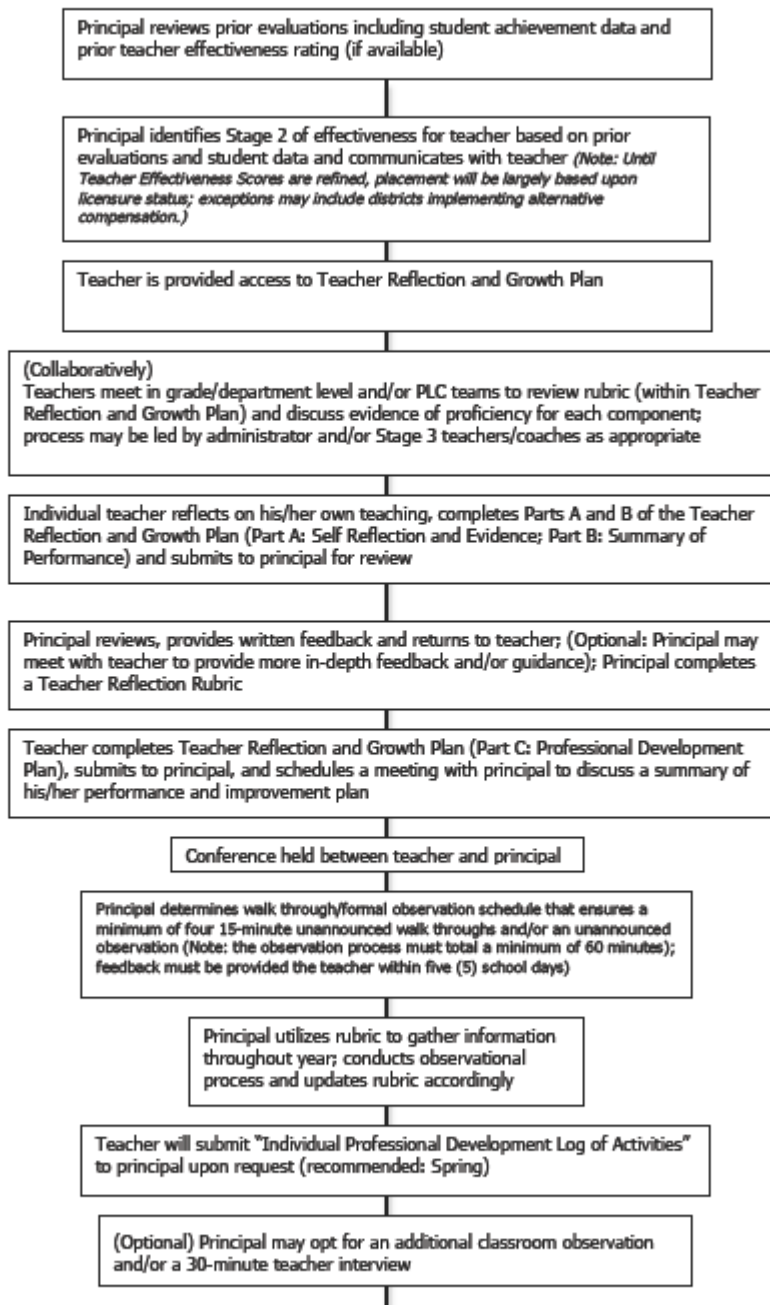 Principal reviews prior evaluations including student achievement data and
prior teacher effectiveness rating (if available)
Principal identifies Stage 2 of effectiveness for teacher based on prior
evaluations and student data and communicates with teacher (Note: Until
Teacher Effectiveness Scores are refined, placement will be largely based upon
licensure status; exceptions may include districts implementing alternative
compensation.)
Teacher is provided access to Teacher Reflection and Growth Plan
(Collaboratively)
Teachers meet in grade/department level and/or PLC teams to review rubric (within Teacher
Reflection and Growth Plan) and discuss evidence of proficiency for each component;
process may be led by administrator and/or Stage 3 teachers/coaches as appropriate
Individual teacher reflects on his/her own teaching, completes Parts A and B of the Teacher
Reflection and Growth Plan (Part A: Self Reflection and Evidence; Part B: Summary of
Performance) and submits to principal for review
Principal reviews, provides written feedback and returns to teacher; (Optional: Principal may
meet with teacher to provide more in-depth feedback and/or guidance); Principal completes
a Teacher Reflection Rubric
Teacher completes Teacher Reflection and Growth Plan (Part C: Professional Development
Plan), submits to principal, and schedules a meeting with principal to discuss a summary of
his/her performance and improvement plan
Conference held between teacher and principal
Principal determines walk through/formal observation schedule that ensures a
minimum of four 15-minute unannounced walk throughs and/or an unannounced
observation (Note: the observation process must total a minimum of 60 minutes);
feedback must be provided the teacher within five (5) school days)
Principal utilizes rubric to gather information
throughout year; conducts observational
process and updates rubric accordingly
Teacher will submit "Individual Professional Development Log of Activities"
to principal upon request (recommended: Spring)
(Optional) Principal may opt for an additional classroom observation
and/or a 30-minute teacher interview